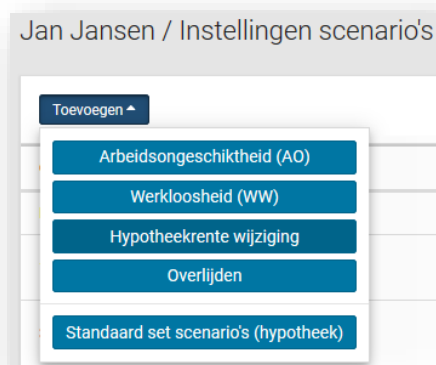 Jan Jansen / Instellingen scenario's
Toevoegen
Arbeidsongeschiktheid (AO)
Werkloosheid (WW)
Hypotheekrente wijziging
Overlijden
Standaard set scenario's (hypotheek)